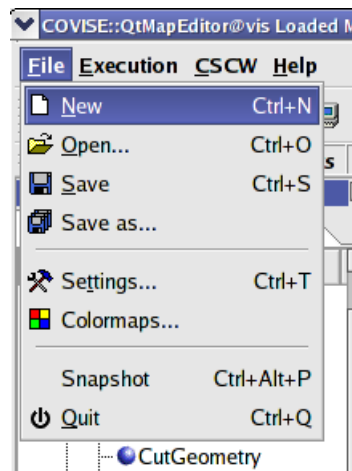 COVISE::QtMapEditor@vis Loaded M
File Execution CSCW Help
New Ctrl+N
Open... Ctrl+O
s
Save Ctrl+S
Save as...
Settings... Ctrl+T
Colormaps...
Snapshot Ctrl+Alt+P
Quit Ctrl+Q
CutGeometry